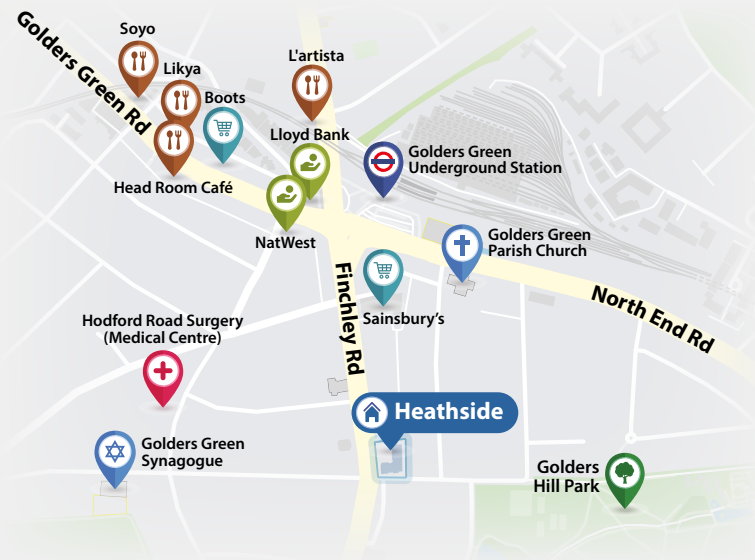 Golders Green Rd
Soyo
Likya
Boots
L'artista
Lloyd Bank
Golders Green
Underground Station
Head Room Café
NatWest
Golders Green
Parish Church
Finchley Rd
Sainsbury's
North End Rd
Hodford Road Surgery
(Medical Centre)
Heathside
Golders Green
Synagogue
Golders
Hill Park